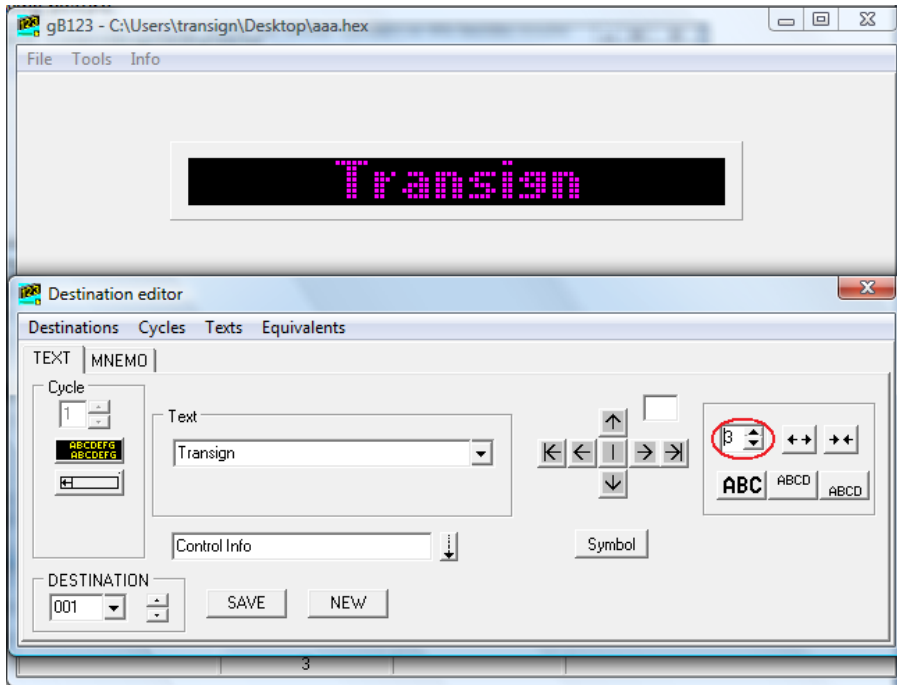 gB123 - C:\Users\transign\Desktop\aaa.hex
File Tools Info
Transign
Destination editor
Destinations Cycles Texts Equivalents
TEXT MNEMO
Cycle
1
ABCDEFG
ABCDEFG
Text
Transign
3
ABC ABCD ABCD
Control Info
Symbol
DESTINATION
001
SAVE NEW
3